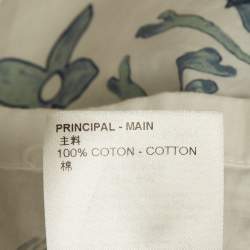 PRINCIPAL - MAIN
主料
100% COTON - COTTON
棉